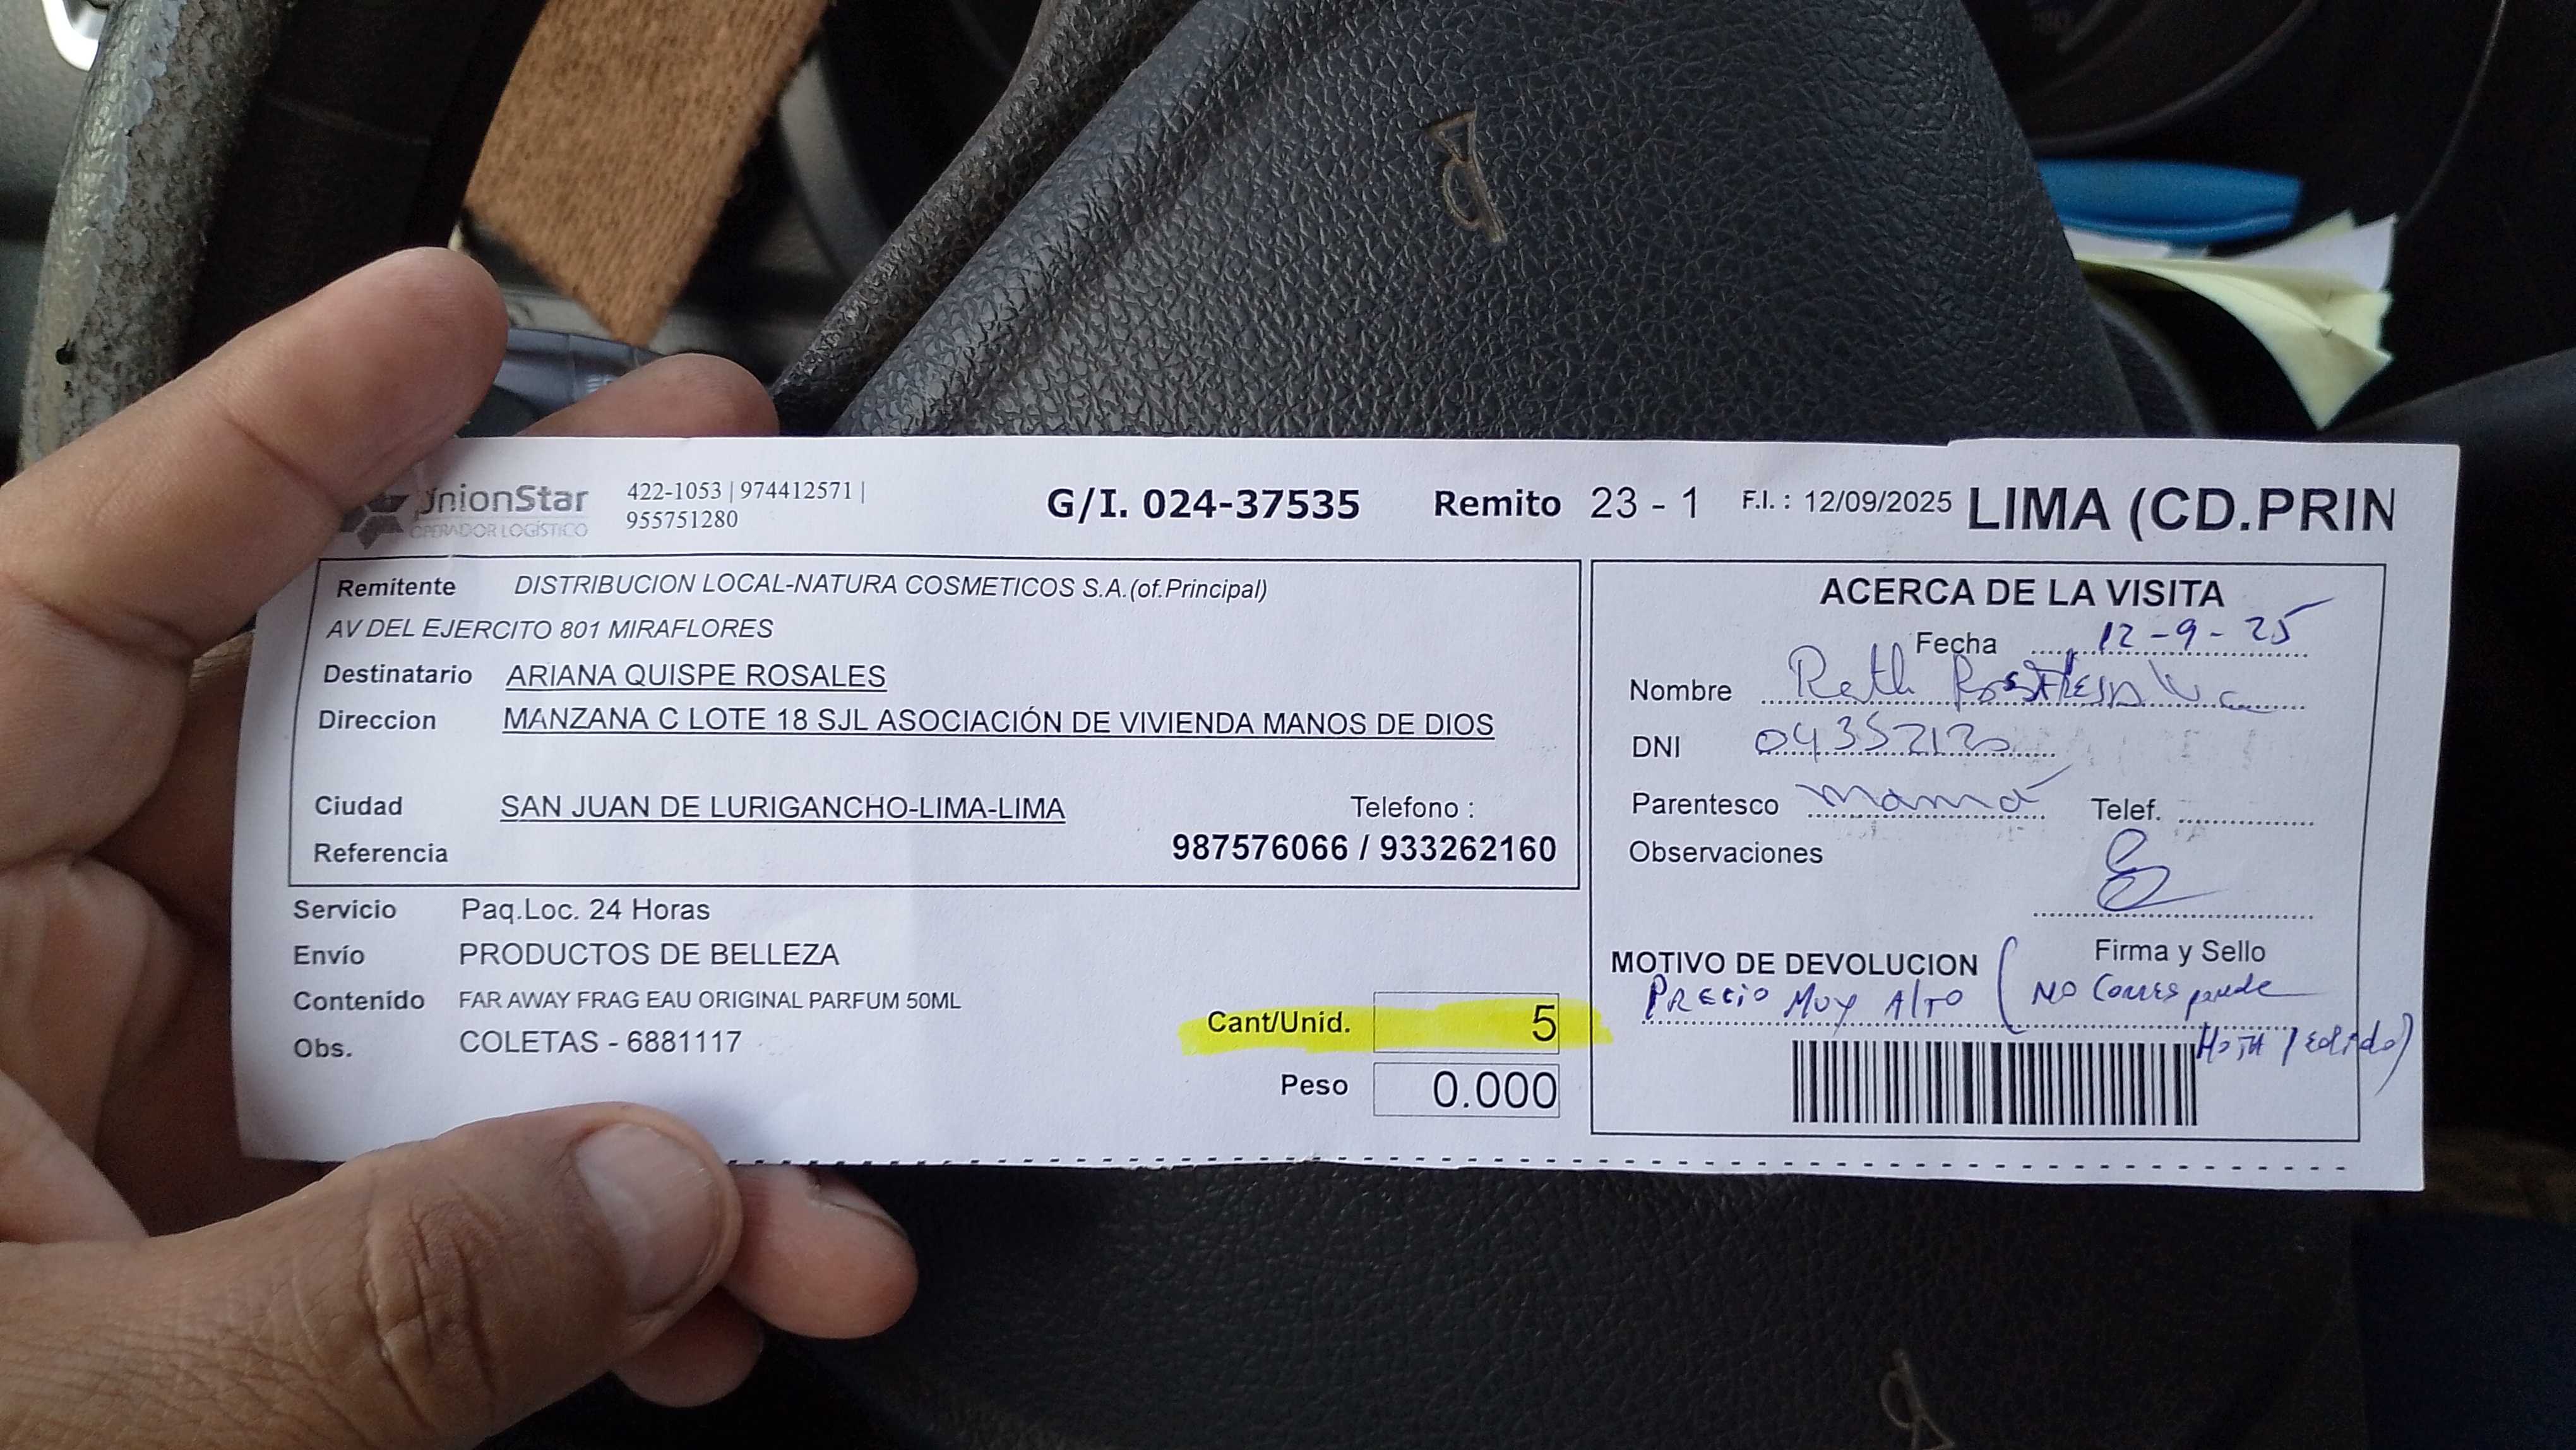 UnionStar
OPERADOR LOGÍSTICO
422-1053 | 974412571 |
955751280
G/I. 024-37535 Remito 23 - 1 F.I. : 12/09/2025 LIMA (CD.PRIN
Remitente DISTRIBUCION LOCAL-NATURA COSMETICOS S.A.(of.Principal)
AV DEL EJERCITO 801 MIRAFLORES
Destinatario ARIANA QUISPE ROSALES
Direccion MANZANA C LOTE 18 SJL ASOCIACIÓN DE VIVIENDA MANOS DE DIOS
Ciudad SAN JUAN DE LURIGANCHO-LIMA-LIMA Telefono :
Referencia 987576066 / 933262160
Servicio Paq.Loc. 24 Horas
Envío PRODUCTOS DE BELLEZA
Contenido FAR AWAY FRAG EAU ORIGINAL PARFUM 50ML
Cant/Unid. 5
Obs. COLETAS - 6881117
Peso 0.000
ACERCA DE LA VISITA
Fecha 12-9-25
Nombre
DNI
Parentesco mamá Telef.
Observaciones
Firma y Sello
MOTIVO DE DEVOLUCION
PRECIO MUY ALTO (NO Corresponde
HOJA Pedido)